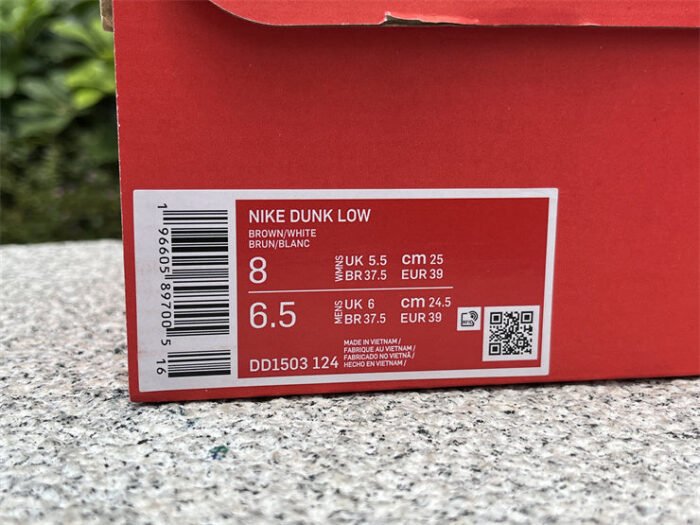 NIKE DUNK LOW
BROWN/WHITE
BRUN/BLANC
8 WMNS UK 5.5 cm 25
BR 37.5 EUR 39
6.5 MENS UK 6 cm 24.5
BR 37.5 EUR 39
MADE IN VIETNAM /
FABRIQUE AU VIETNAM /
FABRICADO NO VIETNÃ /
HECHO EN VIETNAM /
DD1503 124
1 96605 89700 5 16